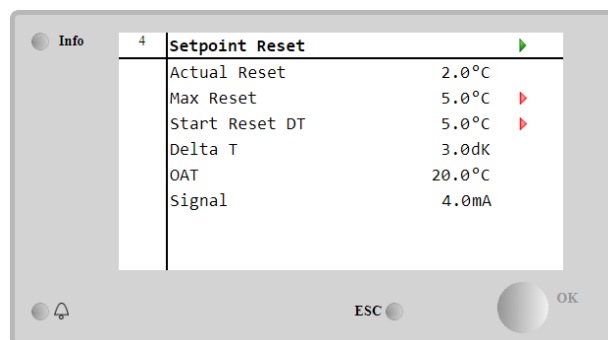 Info
4 Setpoint Reset
Actual Reset 2.0°C
Max Reset 5.0°C
Start Reset DT 5.0°C
Delta T 3.0dK
OAT 20.0°C
Signal 4.0mA
ESC OK